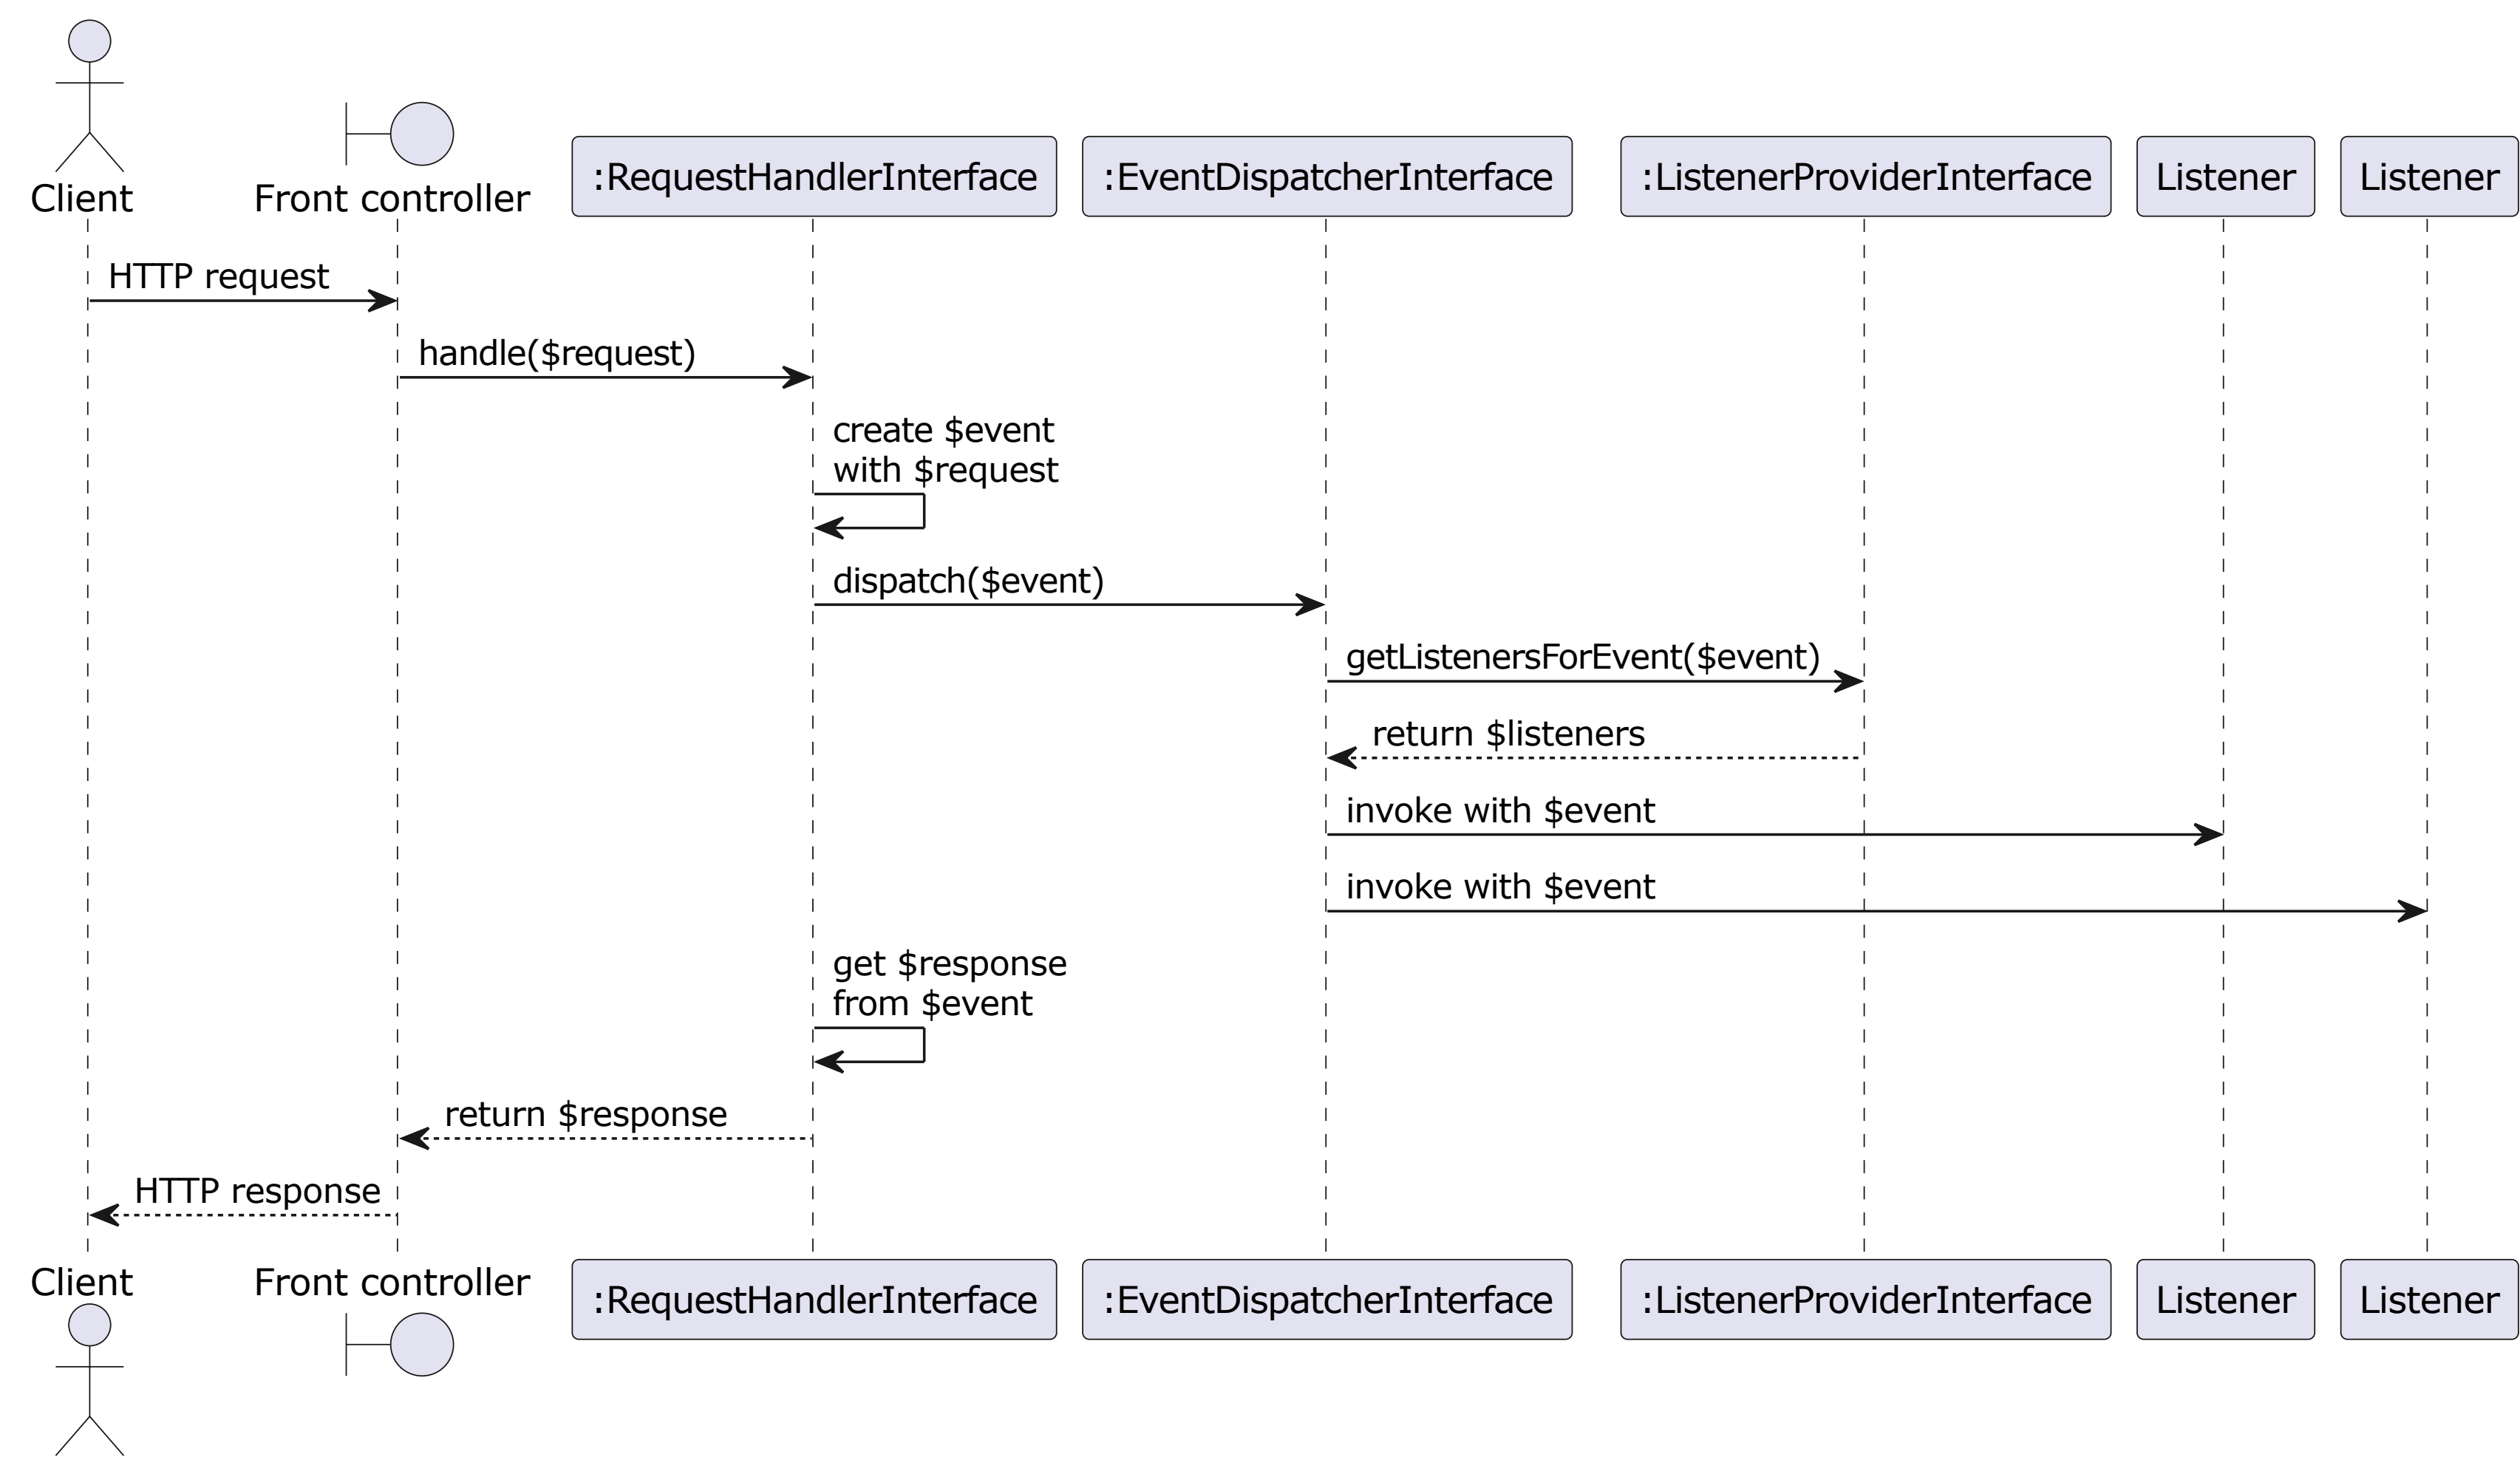 Client
Front controller
:RequestHandlerInterface
:EventDispatcherInterface
:ListenerProviderInterface
Listener
Listener
HTTP request
handle($request)
create $event
with $request
dispatch($event)
getListenersForEvent($event)
return $listeners
invoke with $event
invoke with $event
get $response
from $event
return $response
HTTP response
Client
Front controller
:RequestHandlerInterface
:EventDispatcherInterface
:ListenerProviderInterface
Listener
Listener